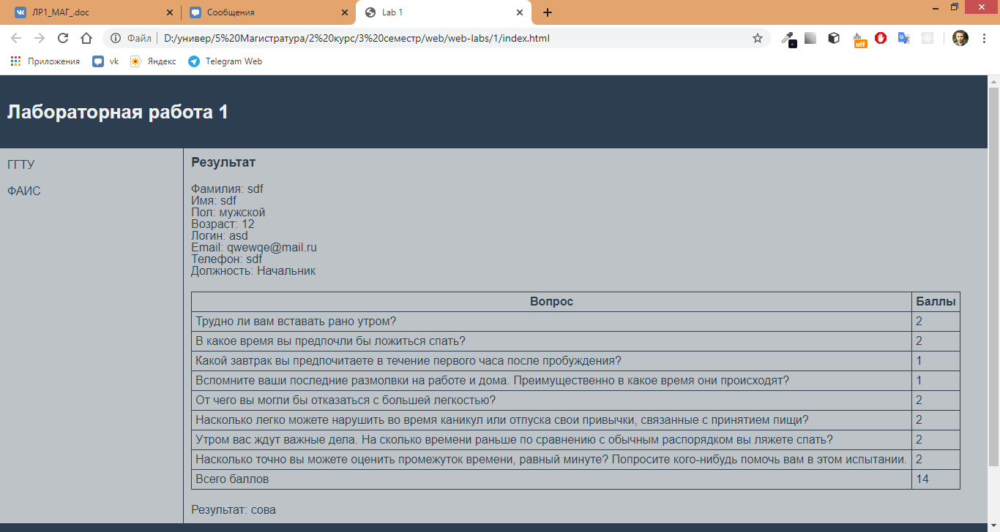 ЛР1_МАГ_.doc
Сообщения
Lab 1
Файл
D:/универ/5%20Магистратура/2%20курс/3%20семестр/web/web-labs/1/index.html
off
Приложения
vk
Яндекс
Telegram Web
Лабораторная работа 1
ГГТУ
ФАИС
Результат
Фамилия: sdf
Имя: sdf
Пол: мужской
Возраст: 12
Логин: asd
Email: qwewqe@mail.ru
Телефон: sdf
Должность: Начальник
Вопрос Баллы
Трудно ли вам вставать рано утром? 2
В какое время вы предпочли бы ложиться спать? 2
Какой завтрак вы предпочитаете в течение первого часа после пробуждения? 1
Вспомните ваши последние размолвки на работе и дома. Преимущественно в какое время они происходят? 1
От чего вы могли бы отказаться с большей легкостью? 2
Насколько легко можете нарушить во время каникул или отпуска свои привычки, связанные с принятием пищи? 2
Утром вас ждут важные дела. На сколько времени раньше по сравнению с обычным распорядком вы ляжете спать? 2
Насколько точно вы можете оценить промежуток времени, равный минуте? Попросите кого-нибудь помочь вам в этом испытании. 2
Всего баллов 14
Результат: сова